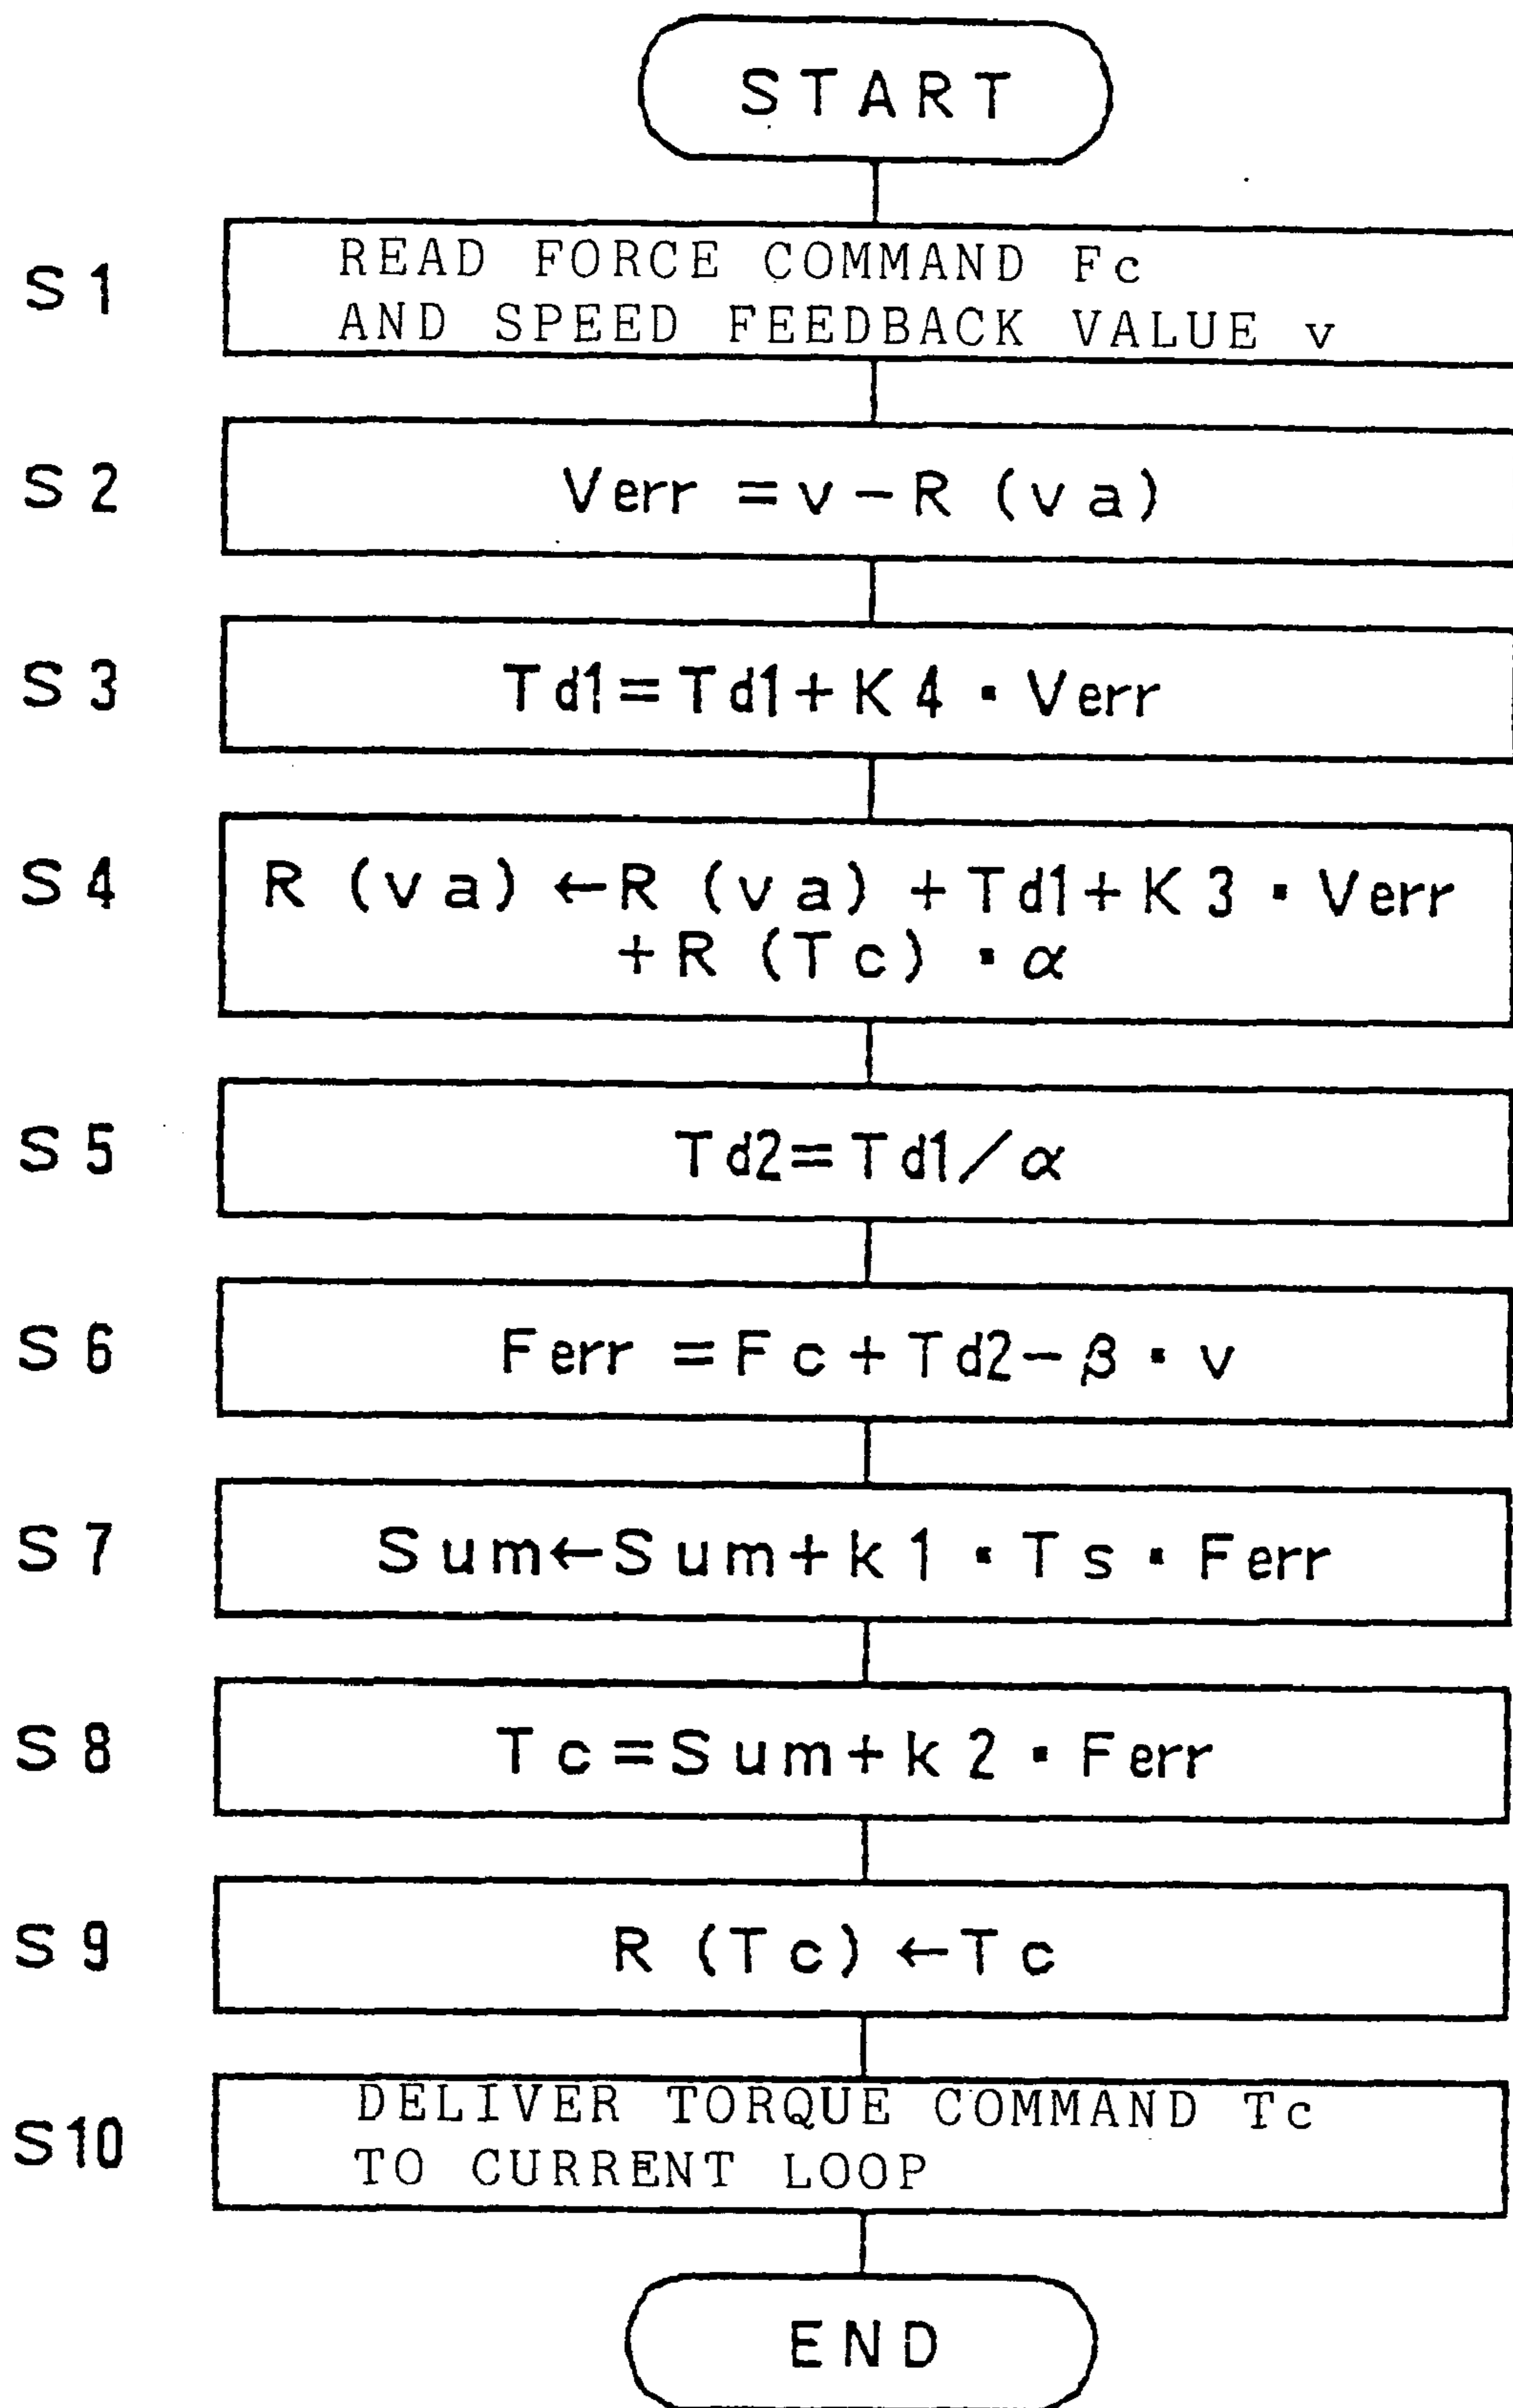 START
S1 READ FORCE COMMAND Fc
AND SPEED FEEDBACK VALUE v
S2 Verr = v - R (va)
S3 Td1 = Td1 + K4 ▪ Verr
S4 R (va) ← R (va) + Td1 + K3 ▪ Verr
+ R (Tc) ▪ α
S5 Td2 = Td1 / α
S6 Ferr = Fc + Td2 - β ▪ v
S7 Sum ← Sum + k1 ▪ Ts ▪ Ferr
S8 Tc = Sum + k2 ▪ Ferr
S9 R (Tc) ← Tc
S10 DELIVER TORQUE COMMAND Tc
TO CURRENT LOOP
END